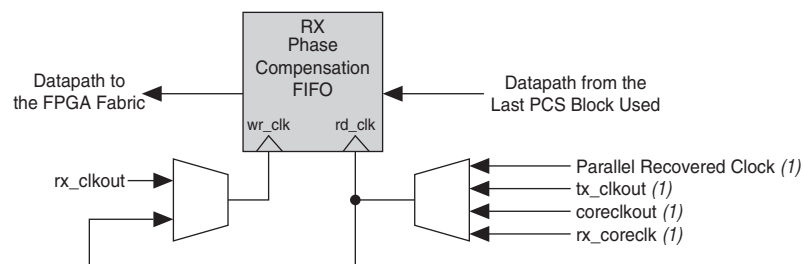 RX
Phase
Compensation
FIFO
Datapath to
the FPGA Fabric
Datapath from the
Last PCS Block Used
wr_clk
rd_clk
rx_clkout
Parallel Recovered Clock (1)
tx_clkout (1)
coreclkout (1)
rx_coreclk (1)